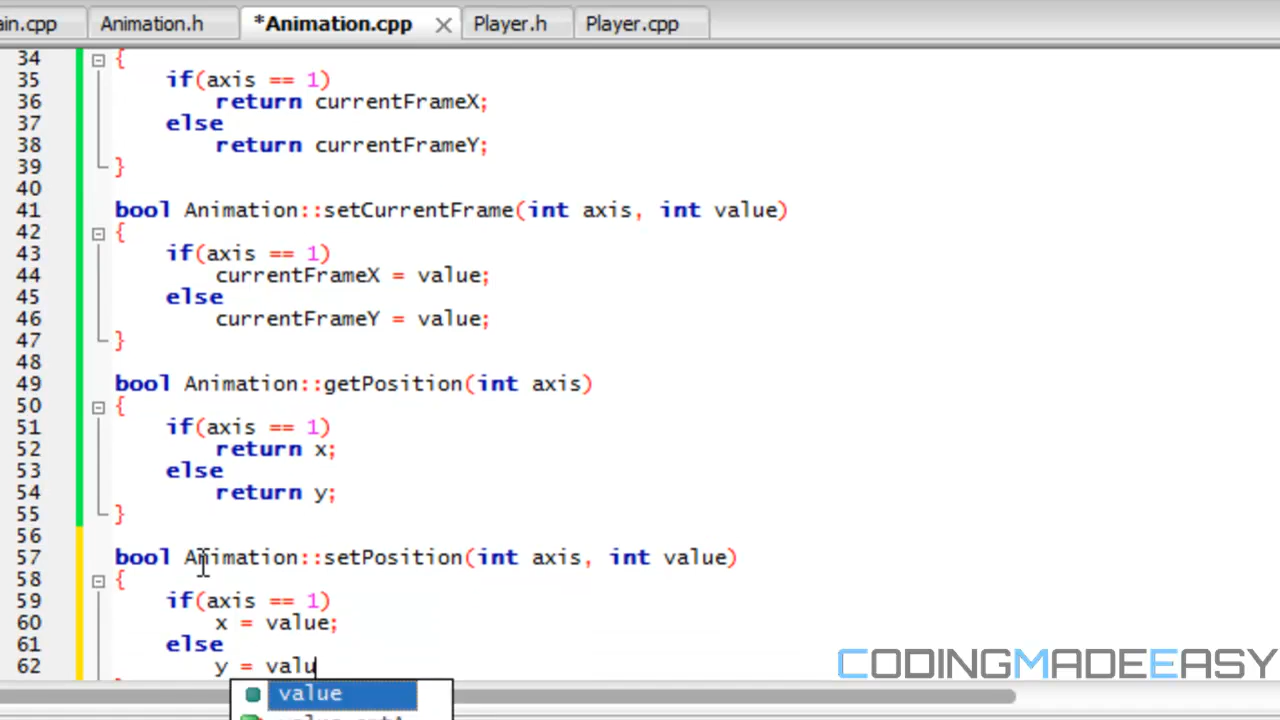 ain.cpp Animation.h *Animation.cpp Player.h Player.cpp
34 {
35 if(axis == 1)
36 return currentFrameX;
37 else
38 return currentFrameY;
39 }
40
41 bool Animation::setCurrentFrame(int axis, int value)
42 {
43 if(axis == 1)
44 currentFrameX = value;
45 else
46 currentFrameY = value;
47 }
48
49 bool Animation::getPosition(int axis)
50 {
51 if(axis == 1)
52 return x;
53 else
54 return y;
55 }
56
57 bool Animation::setPosition(int axis, int value)
58 {
59 if(axis == 1)
60 x = value;
61 else
62 y = valu
value
CODINGMADEEASY